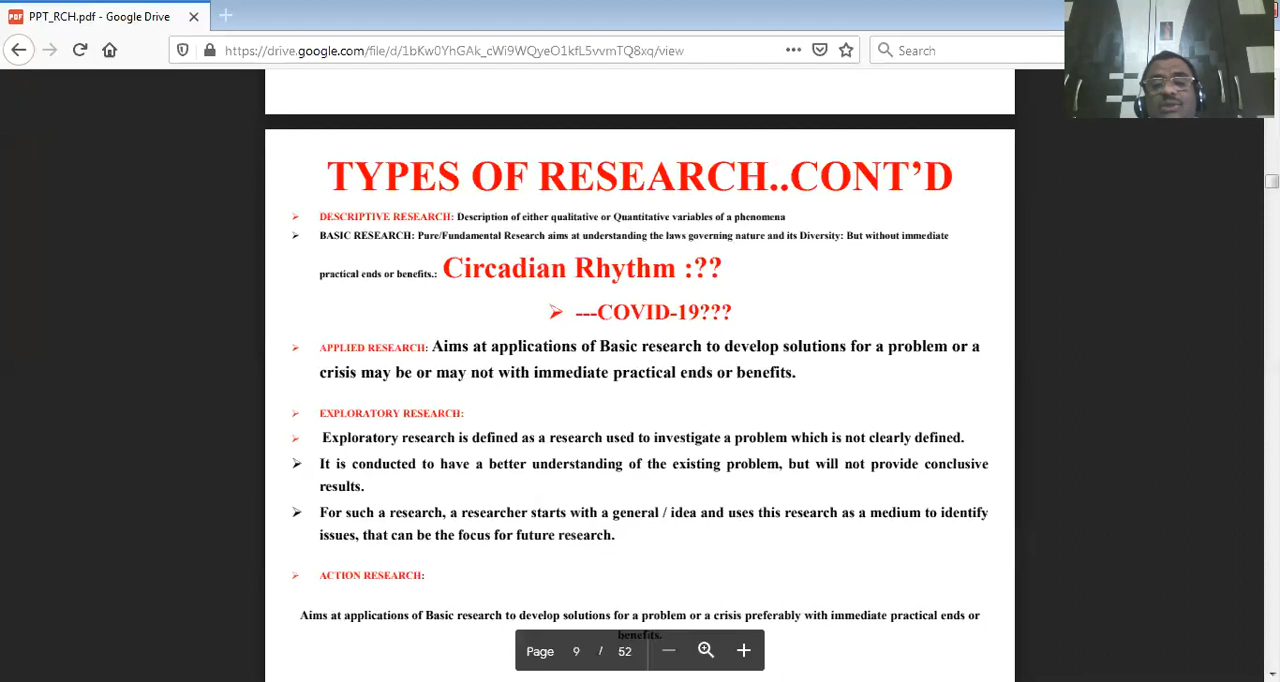 PDF PPT_RCH.pdf - Google Drive
https://drive.google.com/file/d/1bKw0YhGAk_cWi9WQyeO1kfL5vvmTQ8xq/view
Search
TYPES OF RESEARCH..CONT’D
DESCRIPTIVE RESEARCH: Description of either qualitative or Quantitative variables of a phenomena
BASIC RESEARCH: Pure/Fundamental Research aims at understanding the laws governing nature and its Diversity: But without immediate
practical ends or benefits.: Circadian Rhythm :??
---COVID-19???
APPLIED RESEARCH: Aims at applications of Basic research to develop solutions for a problem or a
crisis may be or may not with immediate practical ends or benefits.
EXPLORATORY RESEARCH:
Exploratory research is defined as a research used to investigate a problem which is not clearly defined.
It is conducted to have a better understanding of the existing problem, but will not provide conclusive
results.
For such a research, a researcher starts with a general / idea and uses this research as a medium to identify
issues, that can be the focus for future research.
ACTION RESEARCH:
Aims at applications of Basic research to develop solutions for a problem or a crisis preferably with immediate practical ends or
benefits.
Page 9 / 52